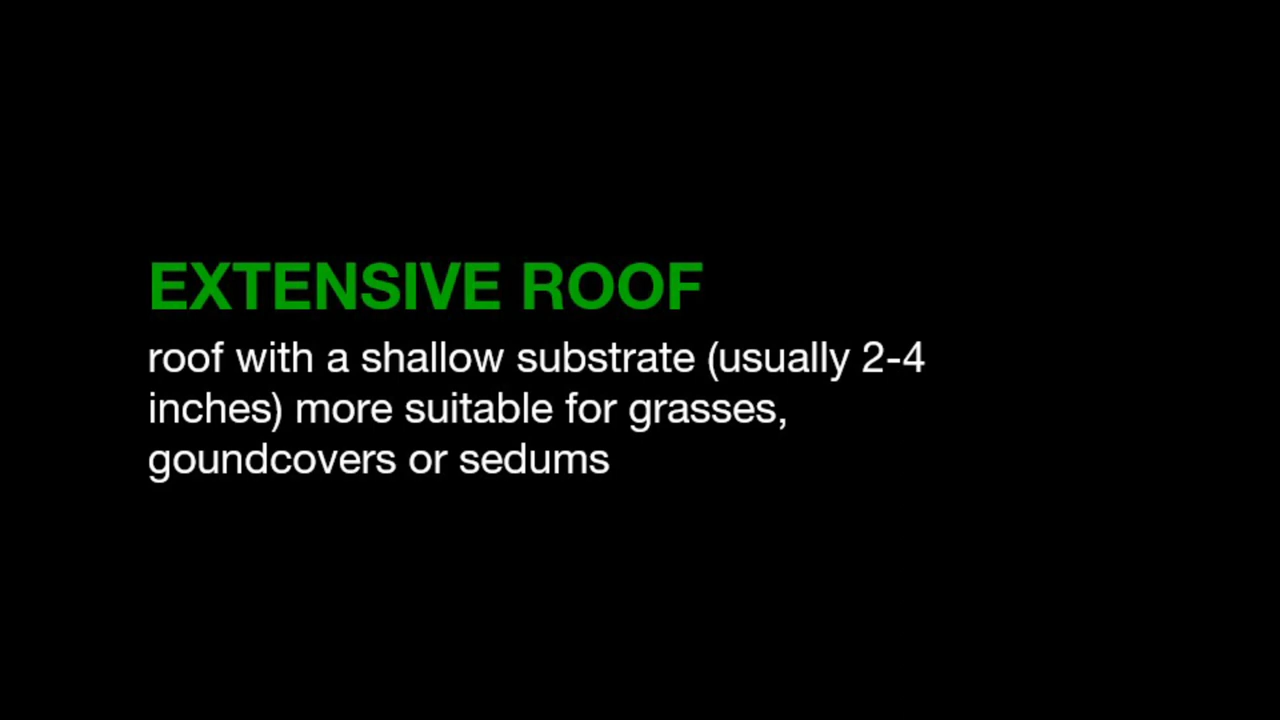 EXTENSIVE ROOF
roof with a shallow substrate (usually 2-4
inches) more suitable for grasses,
goundcovers or sedums